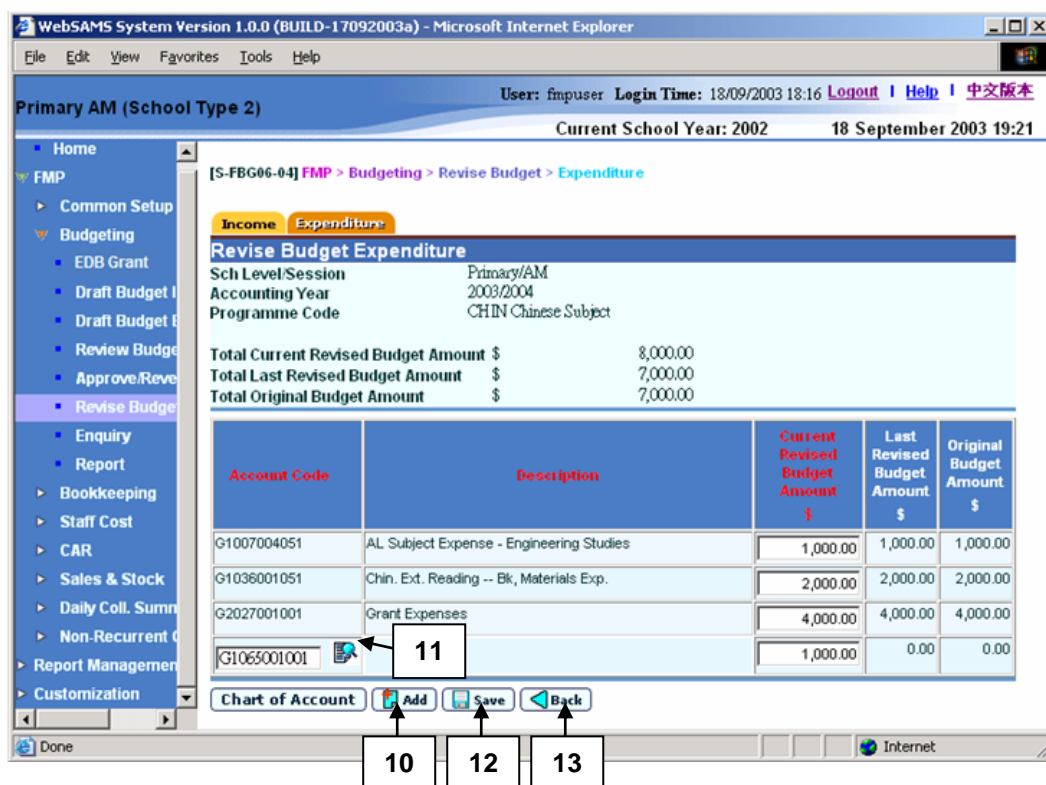 WebSAMS System Version 1.0.0 (BUILD-17092003a) - Microsoft Internet Explorer
File Edit View Favorites Tools Help
Primary AM (School Type 2)
User: fmpuser Login Time: 18/09/2003 18:16 Logout | Help | 中文版本
Current School Year: 2002 18 September 2003 19:21
Home
FMP
Common Setup
Budgeting
EDB Grant
Draft Budget I
Draft Budget E
Review Budge
Approve/Reve
Revise Budge
Enquiry
Report
Bookkeeping
Staff Cost
CAR
Sales & Stock
Daily Coll. Summ
Non-Recurrent
Report Managemen
Customization
[S-FBG06-04] FMP > Budgeting > Revise Budget > Expenditure
Income Expenditure
Revise Budget Expenditure
Sch Level/Session Primary/AM
Accounting Year 2003/2004
Programme Code CHIN Chinese Subject
Total Current Revised Budget Amount $ 8,000.00
Total Last Revised Budget Amount $ 7,000.00
Total Original Budget Amount $ 7,000.00
Account Code Description Current Revised Budget Amount $ Last Revised Budget Amount $ Original Budget Amount $
G1007004051 AL Subject Expense - Engineering Studies 1,000.00 1,000.00 1,000.00
G1036001051 Chin. Ext. Reading -- Bk, Materials Exp. 2,000.00 2,000.00 2,000.00
G2027001001 Grant Expenses 4,000.00 4,000.00 4,000.00
G1065001001 1,000.00 0.00 0.00
11
Chart of Account Add Save Back
10 12 13
Done Internet